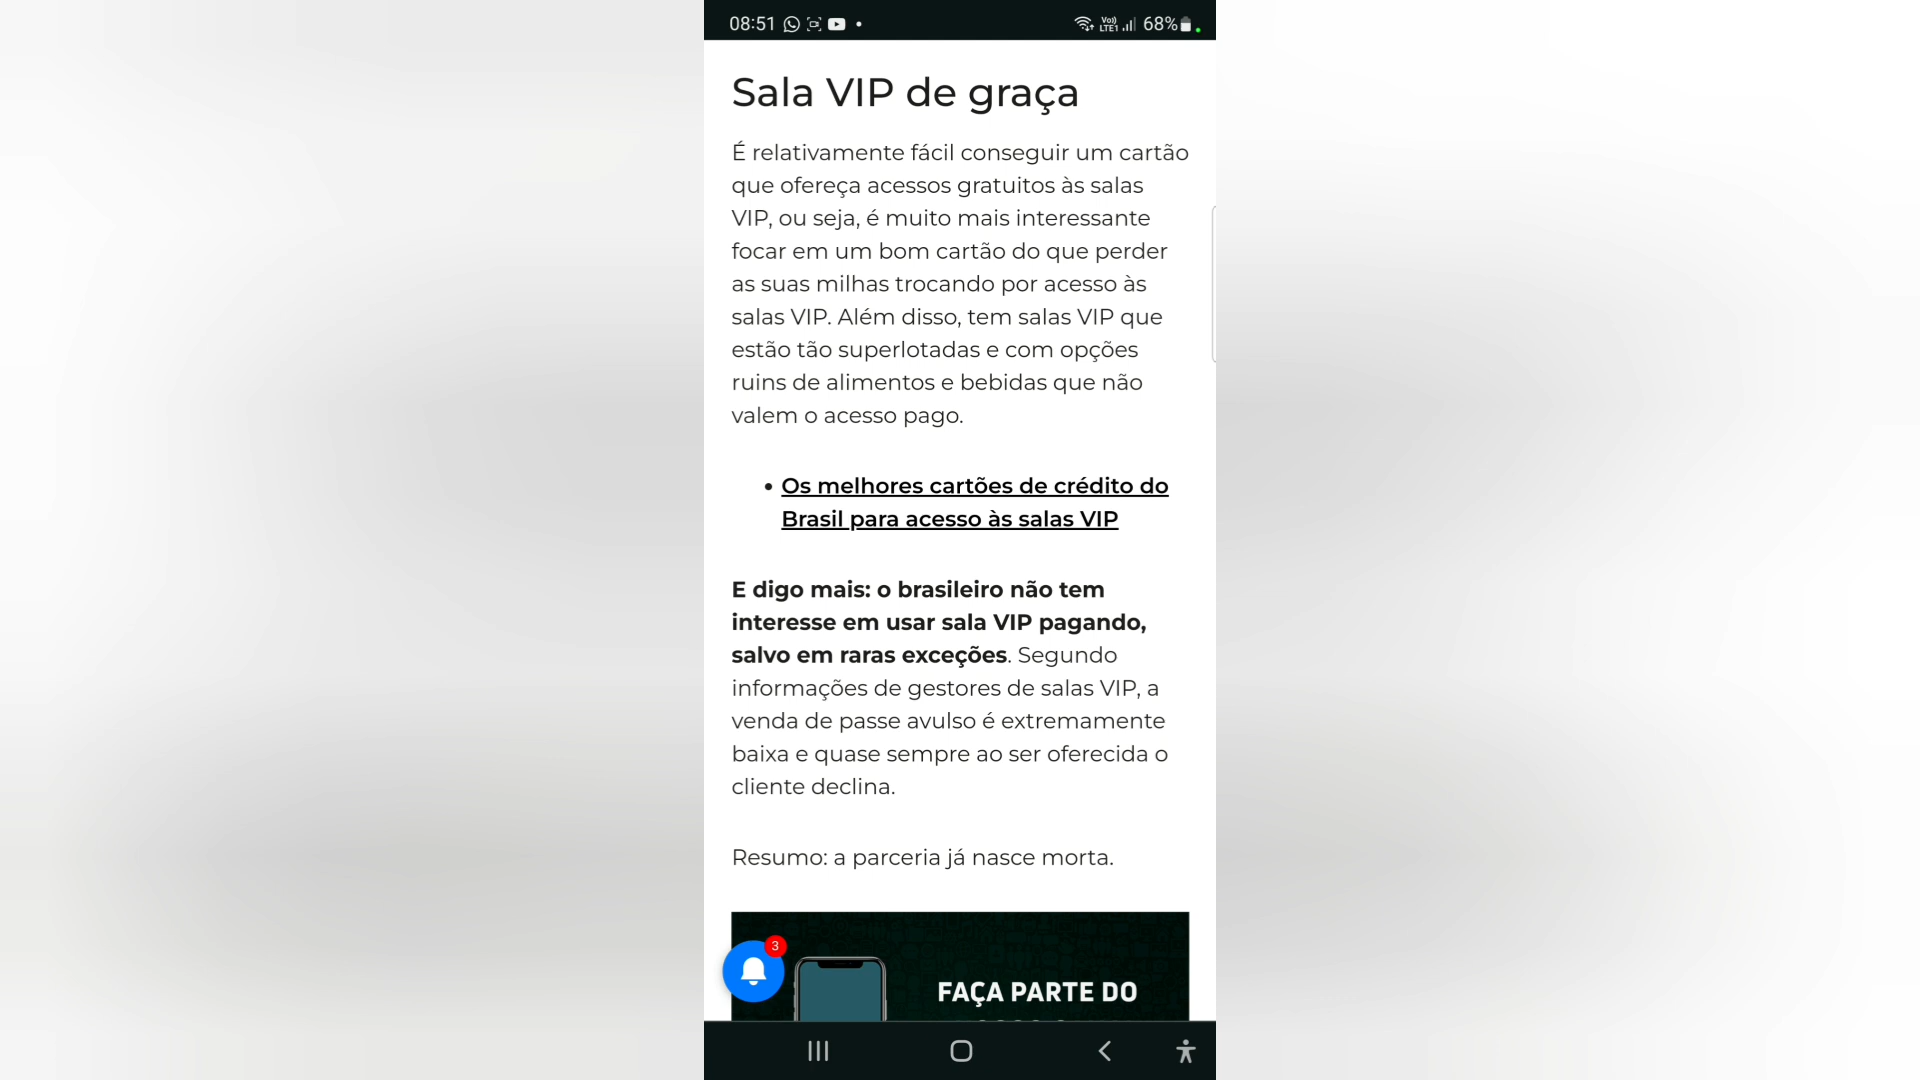 08:51
Vo))
LTE1
68%
Sala VIP de graça
É relativamente fácil conseguir um cartão
que ofereça acessos gratuitos às salas
VIP, ou seja, é muito mais interessante
focar em um bom cartão do que perder
as suas milhas trocando por acesso às
salas VIP. Além disso, tem salas VIP que
estão tão superlotadas e com opções
ruins de alimentos e bebidas que não
valem o acesso pago.
• Os melhores cartões de crédito do
Brasil para acesso às salas VIP
E digo mais: o brasileiro não tem
interesse em usar sala VIP pagando,
salvo em raras exceções. Segundo
informações de gestores de salas VIP, a
venda de passe avulso é extremamente
baixa e quase sempre ao ser oferecida o
cliente declina.
Resumo: a parceria já nasce morta.
3
FAÇA PARTE DO